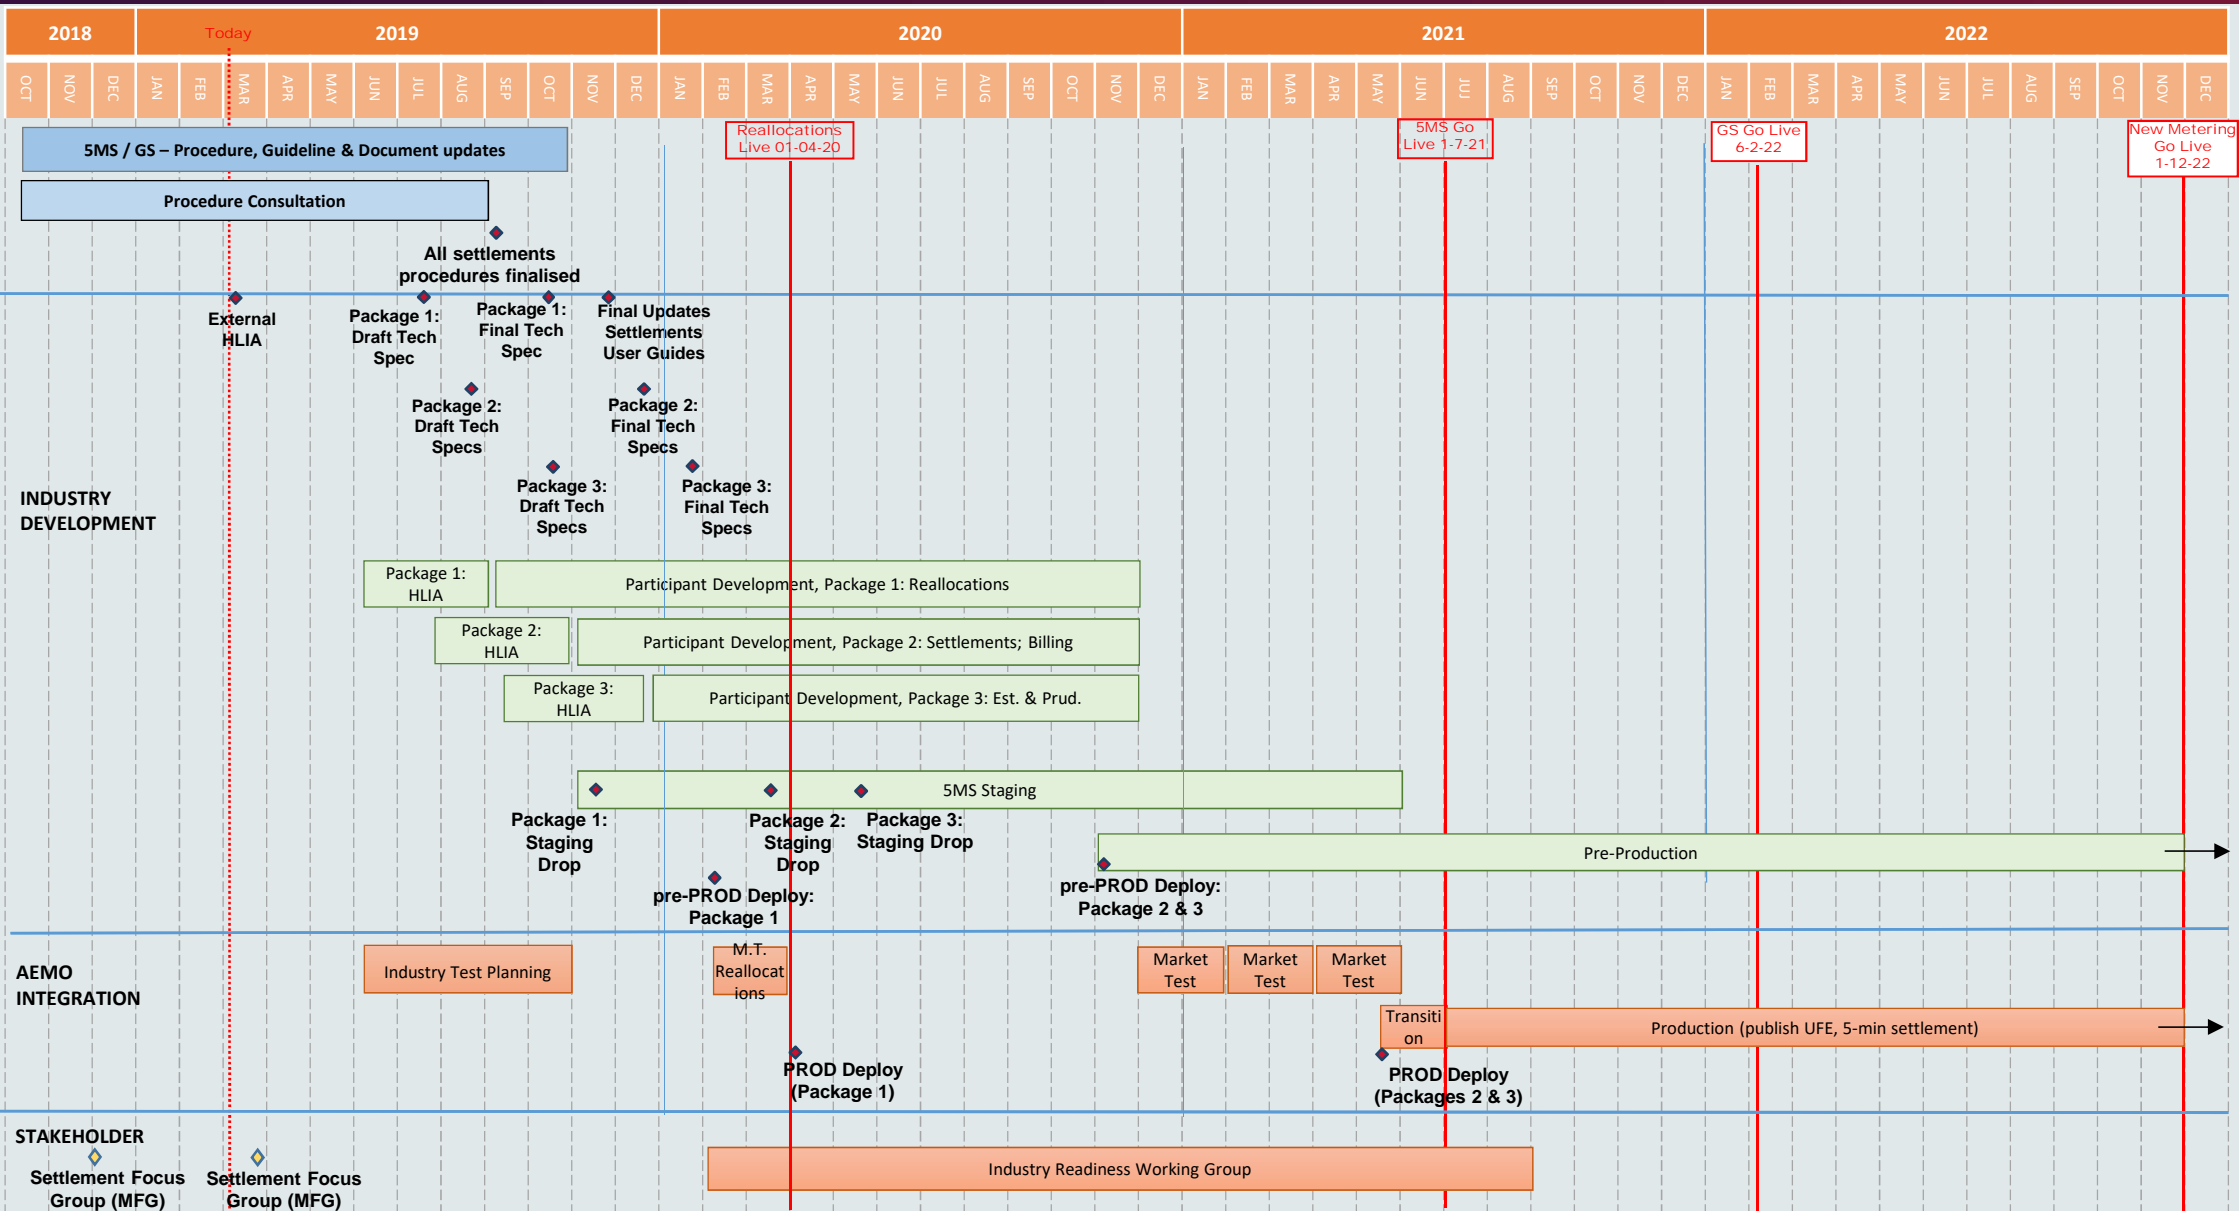 2018
Today
2019
2020
2021
2022
OCT NOV DEC JAN FEB MAR APR MAY JUN JUL AUG SEP OCT NOV DEC JAN FEB MAR APR MAY JUN JUL AUG SEP OCT NOV DEC JAN FEB MAR APR MAY JUN JUJ AUG SEP OCT NOV DEC JAN FEB MAR APR MAY JUN JUL AUG SEP OCT NOV DEC
5MS / GS – Procedure, Guideline & Document updates
Reallocations
Live 01-04-20
5MS Go
Live 1-7-21
GS Go Live
6-2-22
New Metering
Go Live
1-12-22
Procedure Consultation
All settlements
procedures finalised
External
HLIA
Package 1:
Draft Tech
Spec
Package 1:
Final Tech
Spec
Final Updates
Settlements
User Guides
Package 2:
Draft Tech
Specs
Package 2:
Final Tech
Specs
Package 3:
Draft Tech
Specs
Package 3:
Final Tech
Specs
INDUSTRY
DEVELOPMENT
Package 1:
HLIA
Participant Development, Package 1: Reallocations
Package 2:
HLIA
Participant Development, Package 2: Settlements; Billing
Package 3:
HLIA
Participant Development, Package 3: Est. & Prud.
5MS Staging
Package 1:
Staging
Drop
Package 2:
Staging
Drop
Package 3:
Staging Drop
Pre-Production
pre-PROD Deploy:
Package 1
pre-PROD Deploy:
Package 2 & 3
AEMO
INTEGRATION
Industry Test Planning
M.T.
Reallocat
ions
Market
Test
Market
Test
Market
Test
Transiti
on
Production (publish UFE, 5-min settlement)
PROD Deploy
(Package 1)
PROD Deploy
(Packages 2 & 3)
STAKEHOLDER
Settlement Focus
Group (MFG)
Settlement Focus
Group (MFG)
Industry Readiness Working Group